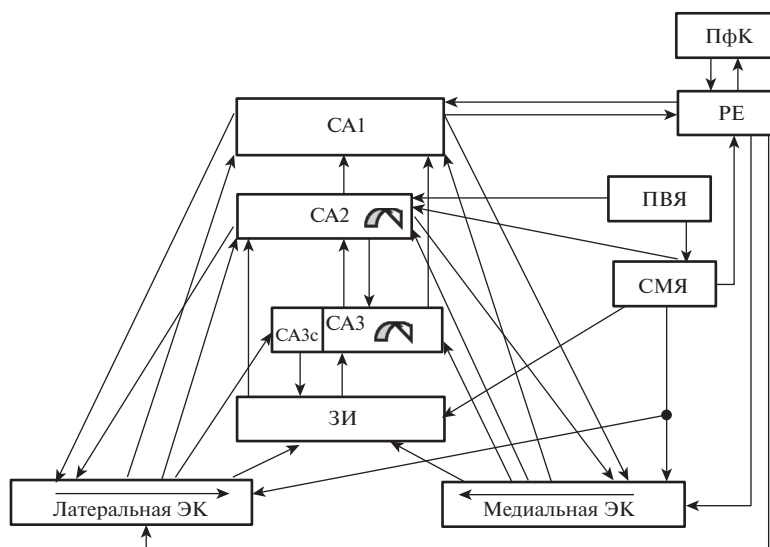 ПфК
РЕ
СА1
ПВЯ
СА2
СМЯ
СА3с
СА3
ЗИ
Латеральная ЭК
Медиальная ЭК